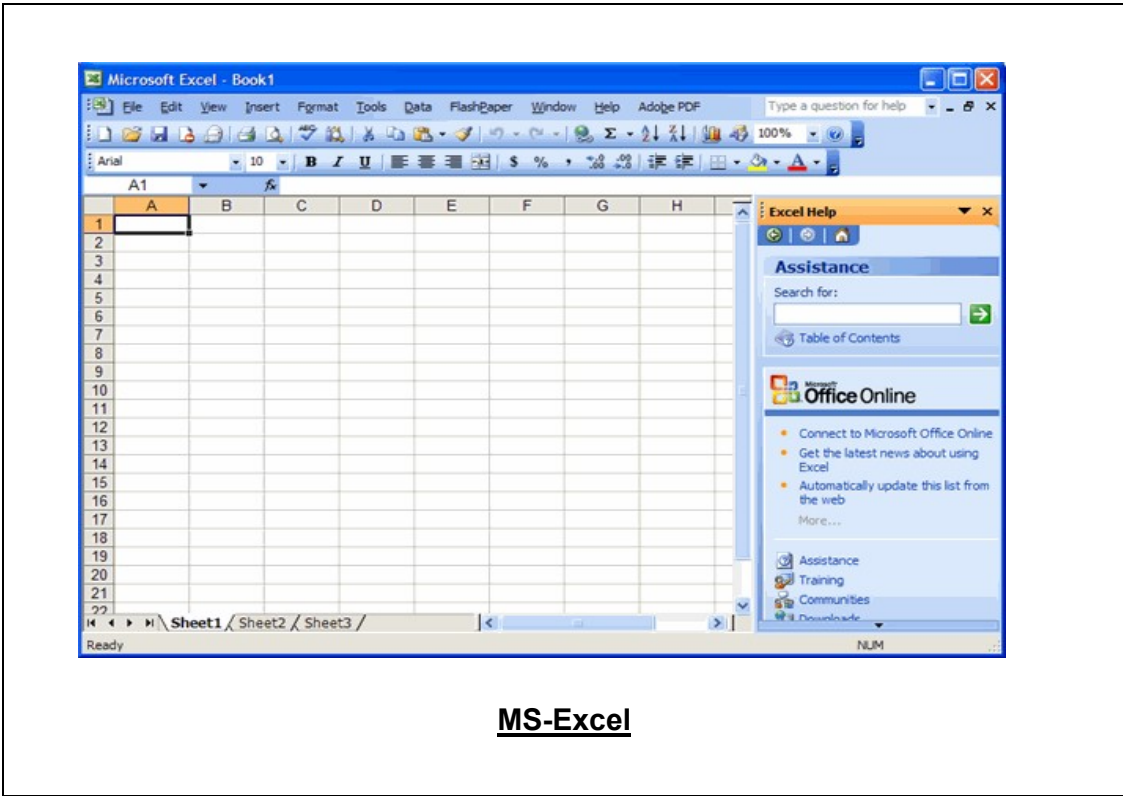 Microsoft Excel - Book1
File Edit View Insert Format Tools Data FlashPaper Window Help Adobe PDF Type a question for help
100%
Arial 10 B I U $ % ,
A1 fx
A B C D E F G H
Excel Help
1
2
3
4
5
6
7
8
9
10
11
12
13
14
15
16
17
18
19
20
21
22
Assistance
Search for:
Table of Contents
Microsoft
Office Online
Connect to Microsoft Office Online
Get the latest news about using
Excel
Automatically update this list from
the web
More...
Assistance
Training
Communities
Downloads
Sheet1 / Sheet2 / Sheet3 /
Ready NUM
MS-Excel